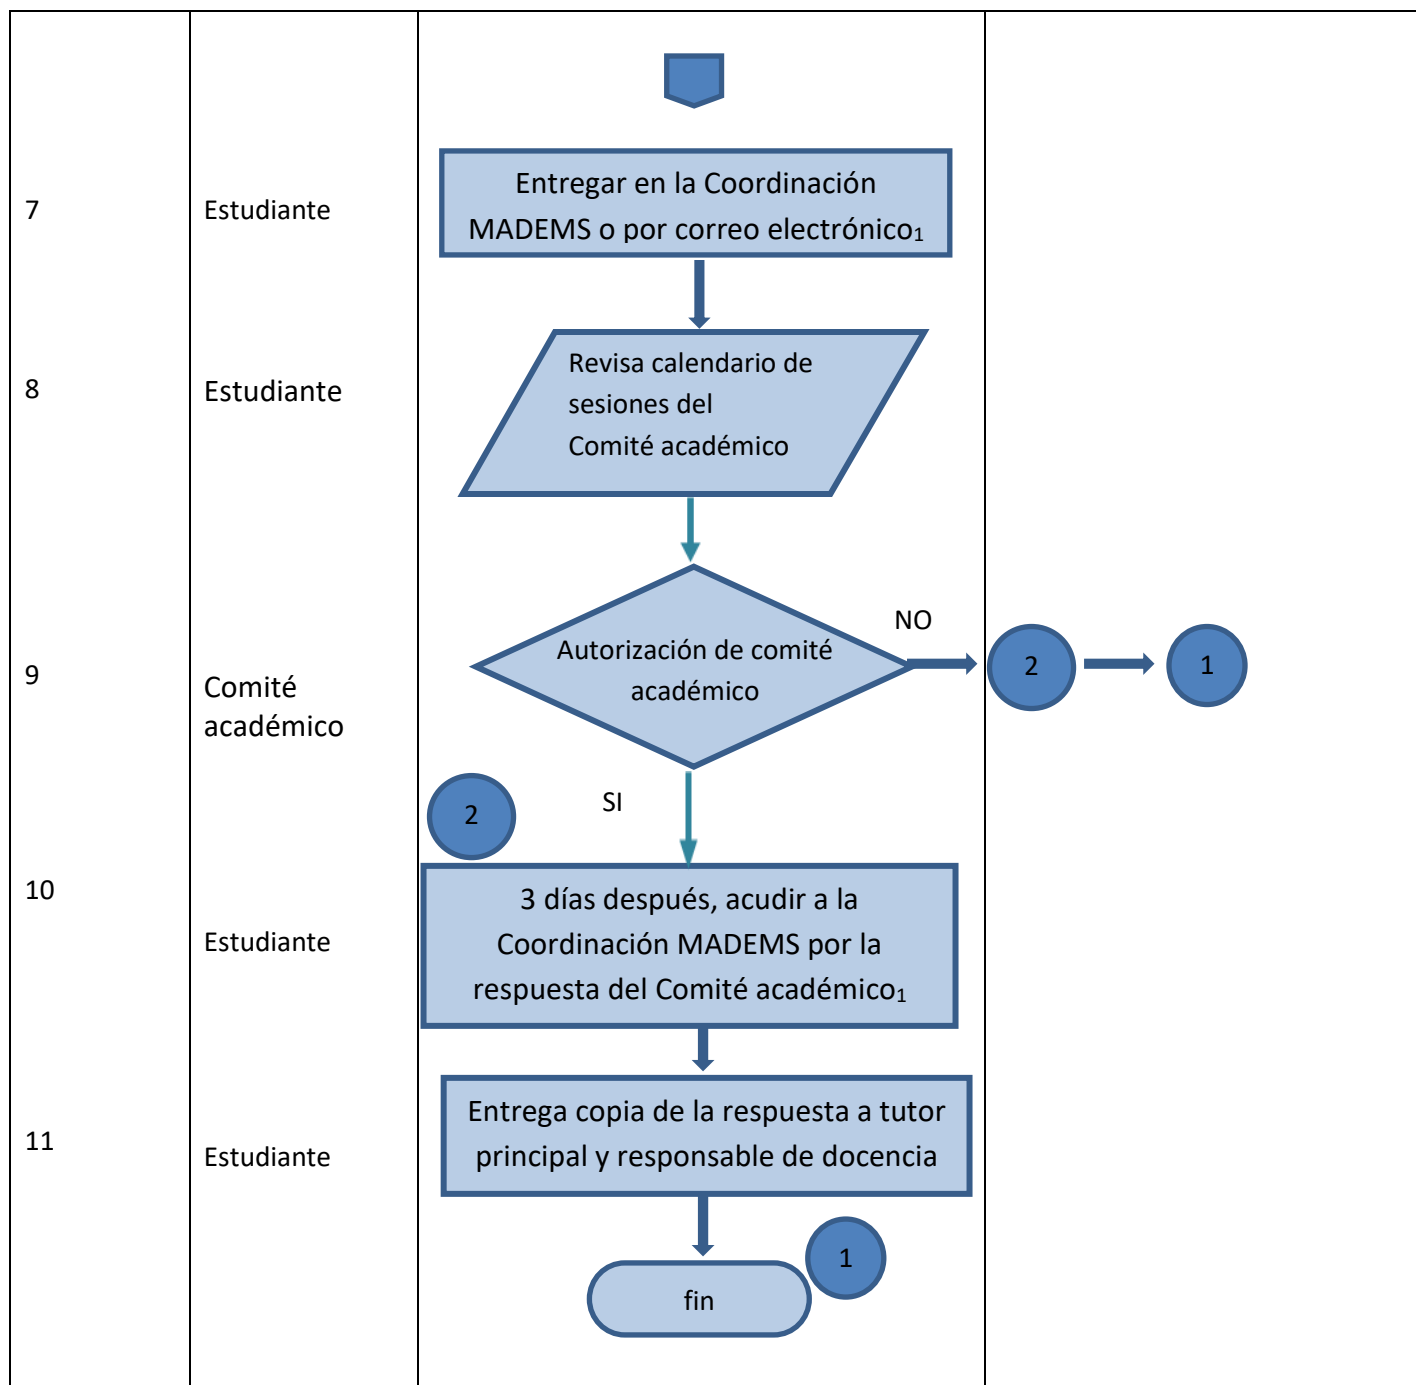 7
Estudiante
Entregar en la Coordinación
MADEMS o por correo electrónico₁
8
Estudiante
Revisa calendario de
sesiones del
Comité académico
9
Comité
académico
Autorización de comité
académico
NO
2
1
SI
2
10
Estudiante
3 días después, acudir a la
Coordinación MADEMS por la
respuesta del Comité académico₁
11
Estudiante
Entrega copia de la respuesta a tutor
principal y responsable de docencia
1
fin